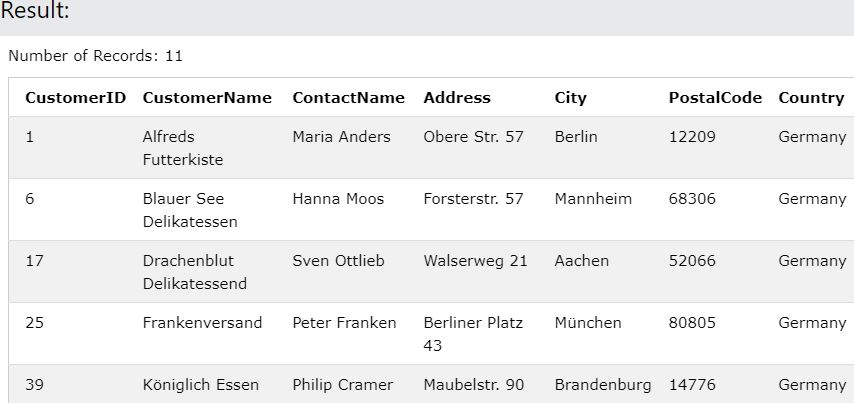 Result:
Number of Records: 11
CustomerID CustomerName ContactName Address City PostalCode Country
1 Alfreds Futterkiste Maria Anders Obere Str. 57 Berlin 12209 Germany
6 Blauer See Delikatessen Hanna Moos Forsterstr. 57 Mannheim 68306 Germany
17 Drachenblut Delikatessend Sven Ottlieb Walserweg 21 Aachen 52066 Germany
25 Frankenversand Peter Franken Berliner Platz 43 München 80805 Germany
39 Königlich Essen Philip Cramer Maubelstr. 90 Brandenburg 14776 Germany